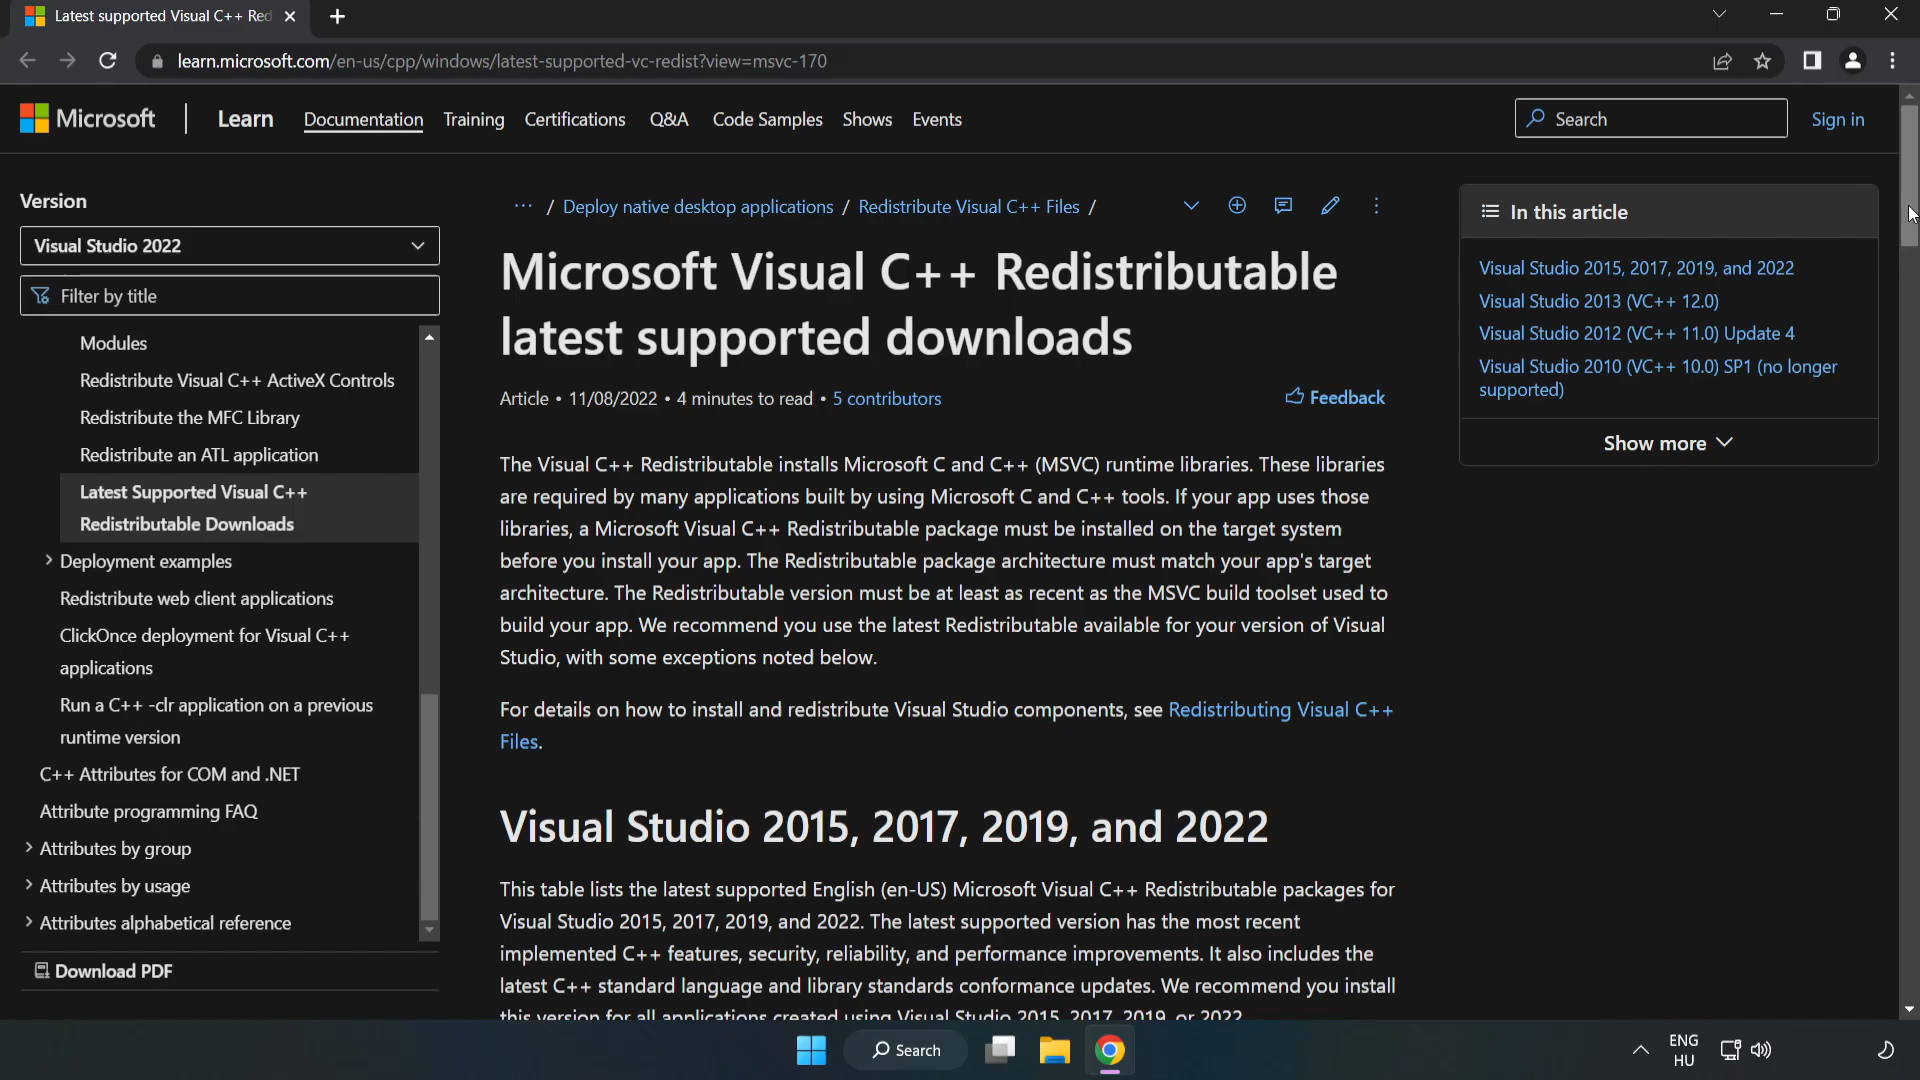 Latest supported Visual C++ Red
learn.microsoft.com/en-us/cpp/windows/latest-supported-vc-redist?view=msvc-170
Microsoft
Learn
Documentation
Training
Certifications
Q&A
Code Samples
Shows
Events
Search
Sign in
Version
Visual Studio 2022
Filter by title
Modules
Redistribute Visual C++ ActiveX Controls
Redistribute the MFC Library
Redistribute an ATL application
Latest Supported Visual C++
Redistributable Downloads
Deployment examples
Redistribute web client applications
ClickOnce deployment for Visual C++
applications
Run a C++ -clr application on a previous
runtime version
C++ Attributes for COM and .NET
Attribute programming FAQ
Attributes by group
Attributes by usage
Attributes alphabetical reference
Download PDF
··· / Deploy native desktop applications / Redistribute Visual C++ Files /
Microsoft Visual C++ Redistributable
latest supported downloads
Article • 11/08/2022 • 4 minutes to read • 5 contributors
Feedback
The Visual C++ Redistributable installs Microsoft C and C++ (MSVC) runtime libraries. These libraries
are required by many applications built by using Microsoft C and C++ tools. If your app uses those
libraries, a Microsoft Visual C++ Redistributable package must be installed on the target system
before you install your app. The Redistributable package architecture must match your app's target
architecture. The Redistributable version must be at least as recent as the MSVC build toolset used to
build your app. We recommend you use the latest Redistributable available for your version of Visual
Studio, with some exceptions noted below.
For details on how to install and redistribute Visual Studio components, see Redistributing Visual C++
Files.
Visual Studio 2015, 2017, 2019, and 2022
This table lists the latest supported English (en-US) Microsoft Visual C++ Redistributable packages for
Visual Studio 2015, 2017, 2019, and 2022. The latest supported version has the most recent
implemented C++ features, security, reliability, and performance improvements. It also includes the
latest C++ standard language and library standards conformance updates. We recommend you install
this version for all applications created using Visual Studio 2015, 2017, 2019, or 2022.
In this article
Visual Studio 2015, 2017, 2019, and 2022
Visual Studio 2013 (VC++ 12.0)
Visual Studio 2012 (VC++ 11.0) Update 4
Visual Studio 2010 (VC++ 10.0) SP1 (no longer
supported)
Show more
Search
ENG
HU